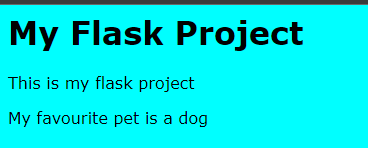 My Flask Project
This is my flask project
My favourite pet is a dog